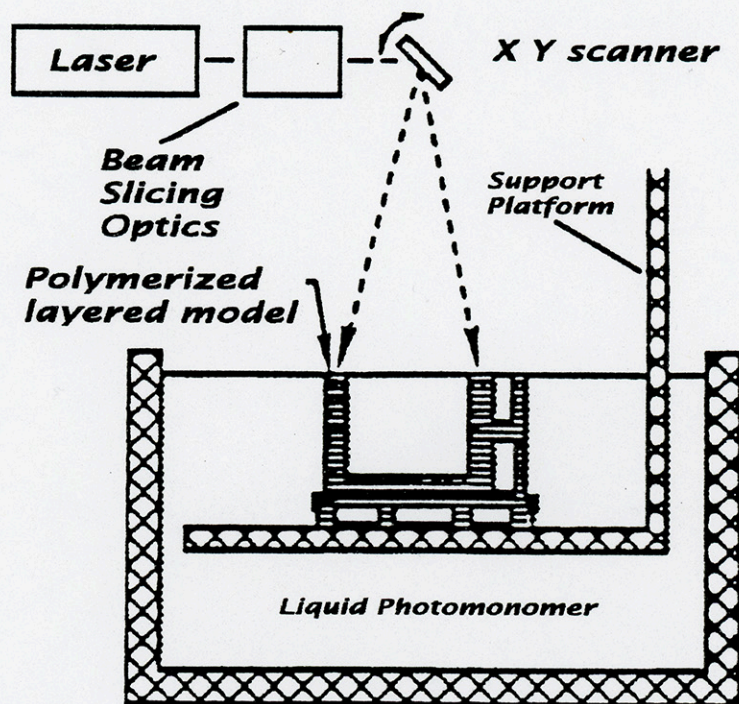 Laser
X Y scanner
Beam
Slicing
Optics
Support
Platform
Polymerized
layered model
Liquid Photomonomer